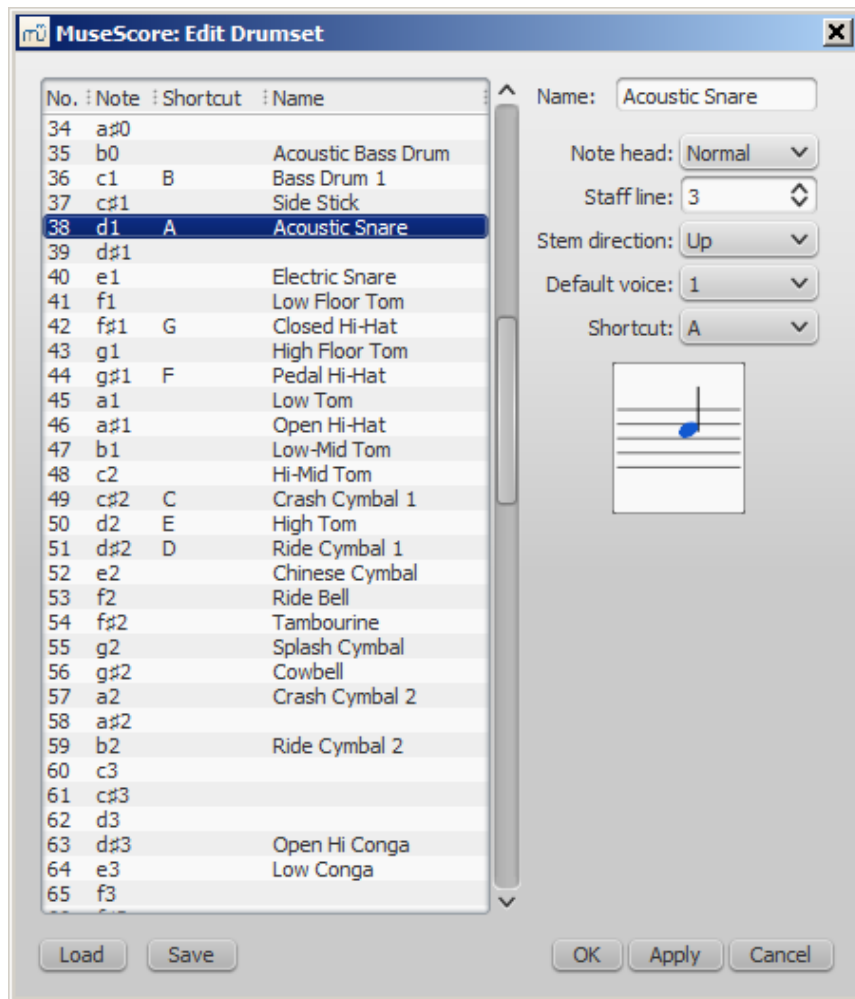 MuseScore: Edit Drumset
No. Note Shortcut Name
34 a♯0
35 b0 Acoustic Bass Drum
36 c1 B Bass Drum 1
37 c♯1 Side Stick
38 d1 A Acoustic Snare
39 d♯1
40 e1 Electric Snare
41 f1 Low Floor Tom
42 f♯1 G Closed Hi-Hat
43 g1 High Floor Tom
44 g♯1 F Pedal Hi-Hat
45 a1 Low Tom
46 a♯1 Open Hi-Hat
47 b1 Low-Mid Tom
48 c2 Hi-Mid Tom
49 c♯2 C Crash Cymbal 1
50 d2 E High Tom
51 d♯2 D Ride Cymbal 1
52 e2 Chinese Cymbal
53 f2 Ride Bell
54 f♯2 Tambourine
55 g2 Splash Cymbal
56 g♯2 Cowbell
57 a2 Crash Cymbal 2
58 a♯2
59 b2 Ride Cymbal 2
60 c3
61 c♯3
62 d3
63 d♯3 Open Hi Conga
64 e3 Low Conga
65 f3
Name: Acoustic Snare
Note head: Normal
Staff line: 3
Stem direction: Up
Default voice: 1
Shortcut: A
Load Save OK Apply Cancel